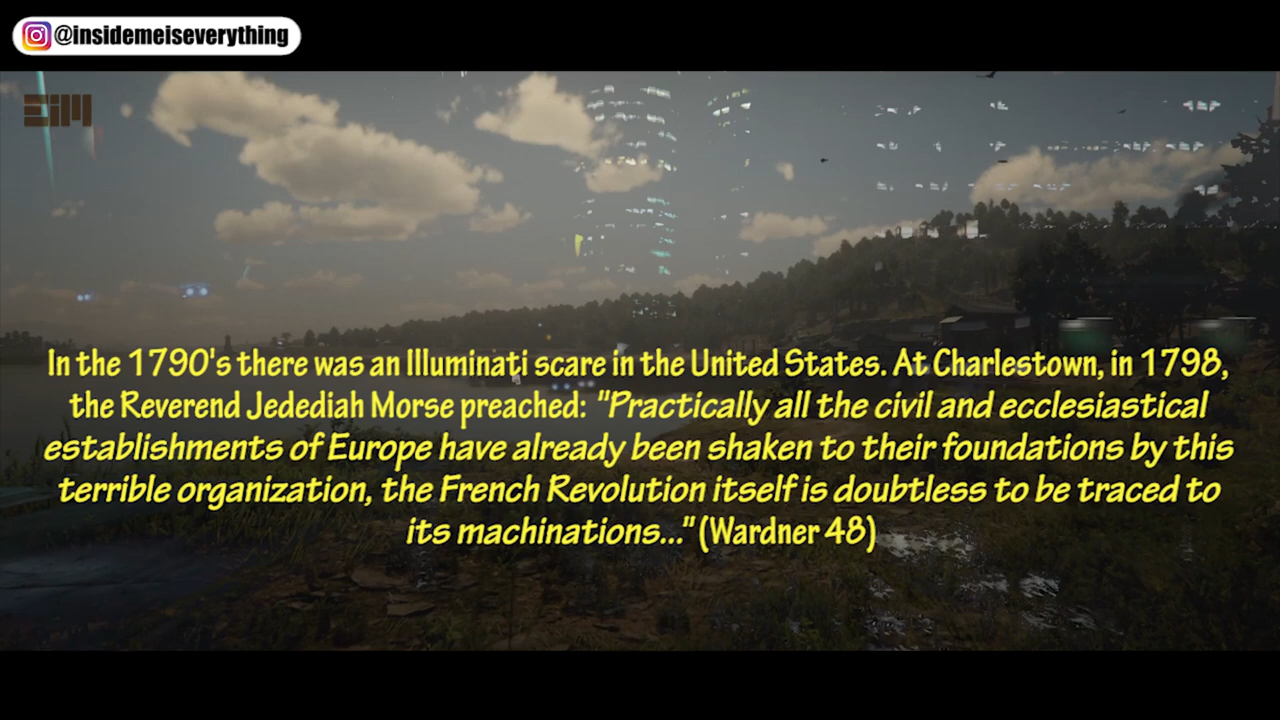 @insidemeiseverything
EiM
In the 1790's there was an Illuminati scare in the United States. At Charlestown, in 1798,
the Reverend Jedediah Morse preached: "Practically all the civil and ecclesiastical
establishments of Europe have already been shaken to their foundations by this
terrible organization, the French Revolution itself is doubtless to be traced to
its machinations..." (Wardner 48)